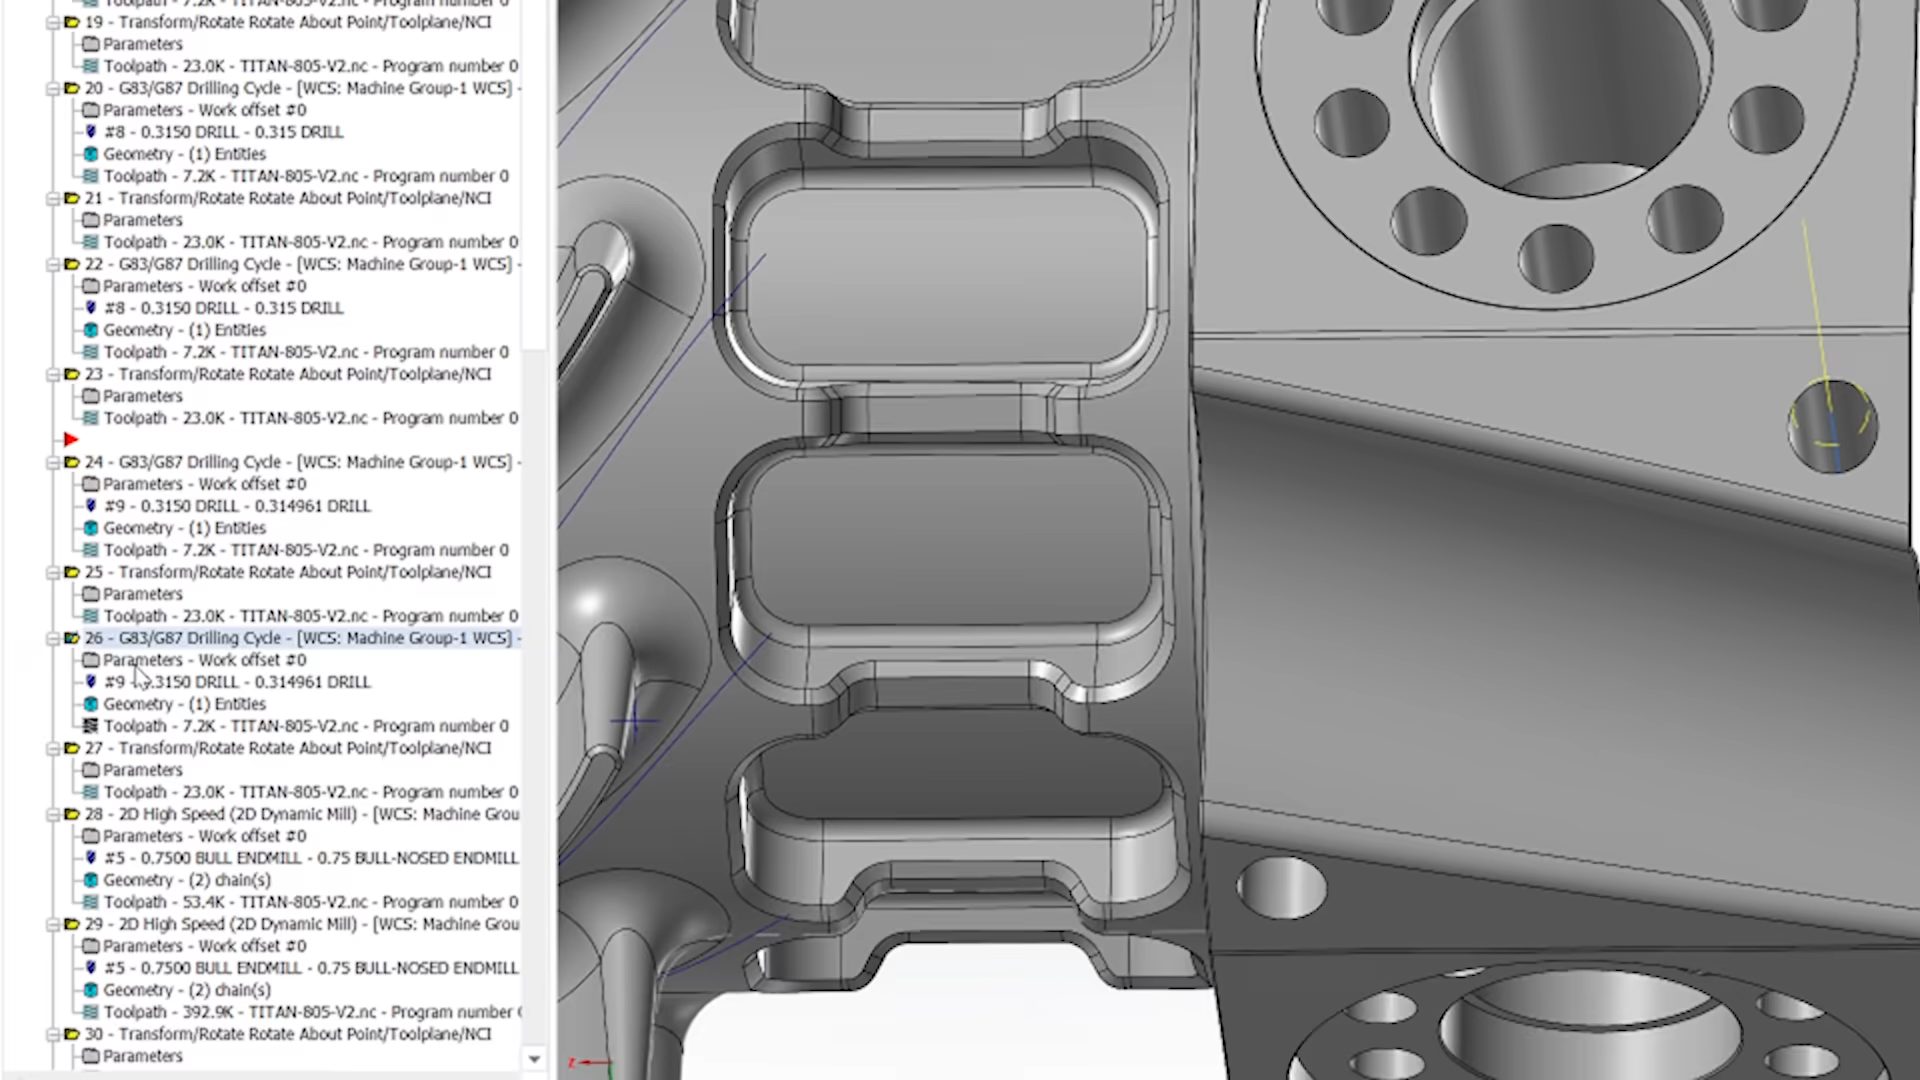 Toolpath - 7.2K - TITAN-805-V2.nc - Program number 0
19 - Transform/Rotate Rotate About Point/Toolplane/NCI
Parameters
Toolpath - 23.0K - TITAN-805-V2.nc - Program number 0
20 - G83/G87 Drilling Cycle - [WCS: Machine Group-1 WCS] -
Parameters - Work offset #0
#8 - 0.3150 DRILL - 0.315 DRILL
Geometry - (1) Entities
Toolpath - 7.2K - TITAN-805-V2.nc - Program number 0
21 - Transform/Rotate Rotate About Point/Toolplane/NCI
Parameters
Toolpath - 23.0K - TITAN-805-V2.nc - Program number 0
22 - G83/G87 Drilling Cycle - [WCS: Machine Group-1 WCS] -
Parameters - Work offset #0
#8 - 0.3150 DRILL - 0.315 DRILL
Geometry - (1) Entities
Toolpath - 7.2K - TITAN-805-V2.nc - Program number 0
23 - Transform/Rotate Rotate About Point/Toolplane/NCI
Parameters
Toolpath - 23.0K - TITAN-805-V2.nc - Program number 0
24 - G83/G87 Drilling Cycle - [WCS: Machine Group-1 WCS] -
Parameters - Work offset #0
#9 - 0.3150 DRILL - 0.314961 DRILL
Geometry - (1) Entities
Toolpath - 7.2K - TITAN-805-V2.nc - Program number 0
25 - Transform/Rotate Rotate About Point/Toolplane/NCI
Parameters
Toolpath - 23.0K - TITAN-805-V2.nc - Program number 0
26 - G83/G87 Drilling Cycle - [WCS: Machine Group-1 WCS] -
Parameters - Work offset #0
#9 - 0.3150 DRILL - 0.314961 DRILL
Geometry - (1) Entities
Toolpath - 7.2K - TITAN-805-V2.nc - Program number 0
27 - Transform/Rotate Rotate About Point/Toolplane/NCI
Parameters
Toolpath - 23.0K - TITAN-805-V2.nc - Program number 0
28 - 2D High Speed (2D Dynamic Mill) - [WCS: Machine Grou
Parameters - Work offset #0
#5 - 0.7500 BULL ENDMILL - 0.75 BULL-NOSED ENDMILL
Geometry - (2) chain(s)
Toolpath - 53.4K - TITAN-805-V2.nc - Program number 0
29 - 2D High Speed (2D Dynamic Mill) - [WCS: Machine Grou
Parameters - Work offset #0
#5 - 0.7500 BULL ENDMILL - 0.75 BULL-NOSED ENDMILL
Geometry - (2) chain(s)
Toolpath - 392.9K - TITAN-805-V2.nc - Program number
30 - Transform/Rotate Rotate About Point/Toolplane/NCI
Parameters
Z